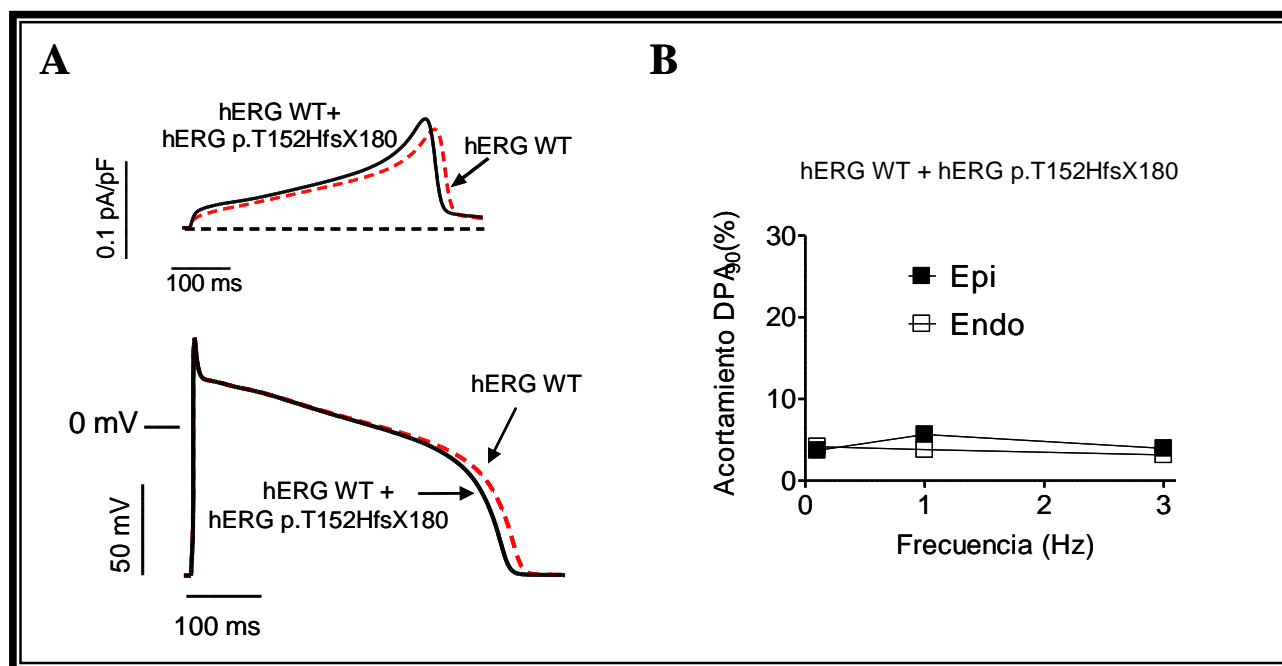 A
hERG WT+
hERG p.T152HfsX180
hERG WT
0.1 pA/pF
100 ms
hERG WT
0 mV
hERG WT +
hERG p.T152HfsX180
50 mV
100 ms
B
hERG WT + hERG p.T152HfsX180
Acortamiento DPA90(%)
30
20
10
0
Epi
Endo
0
1
2
3
Frecuencia (Hz)